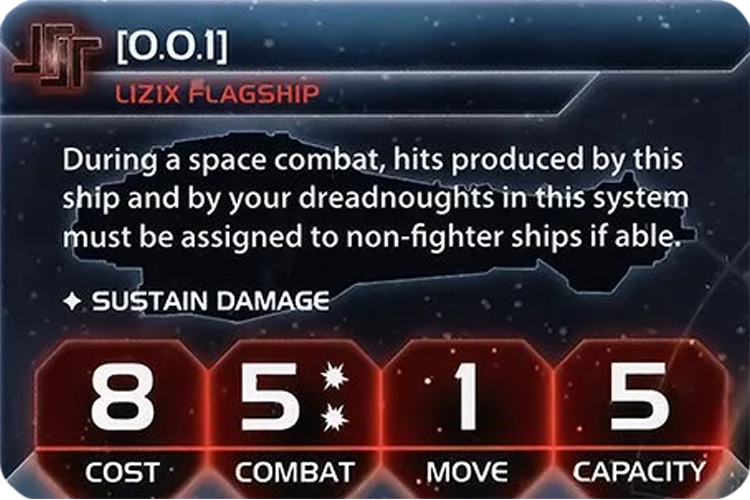 [0.0.1]
L1Z1X FLAGSHIP
During a space combat, hits produced by this
ship and by your dreadnoughts in this system
must be assigned to non-fighter ships if able.
SUSTAIN DAMAGE
8 5 1 5
COST COMBAT MOVE CAPACITY